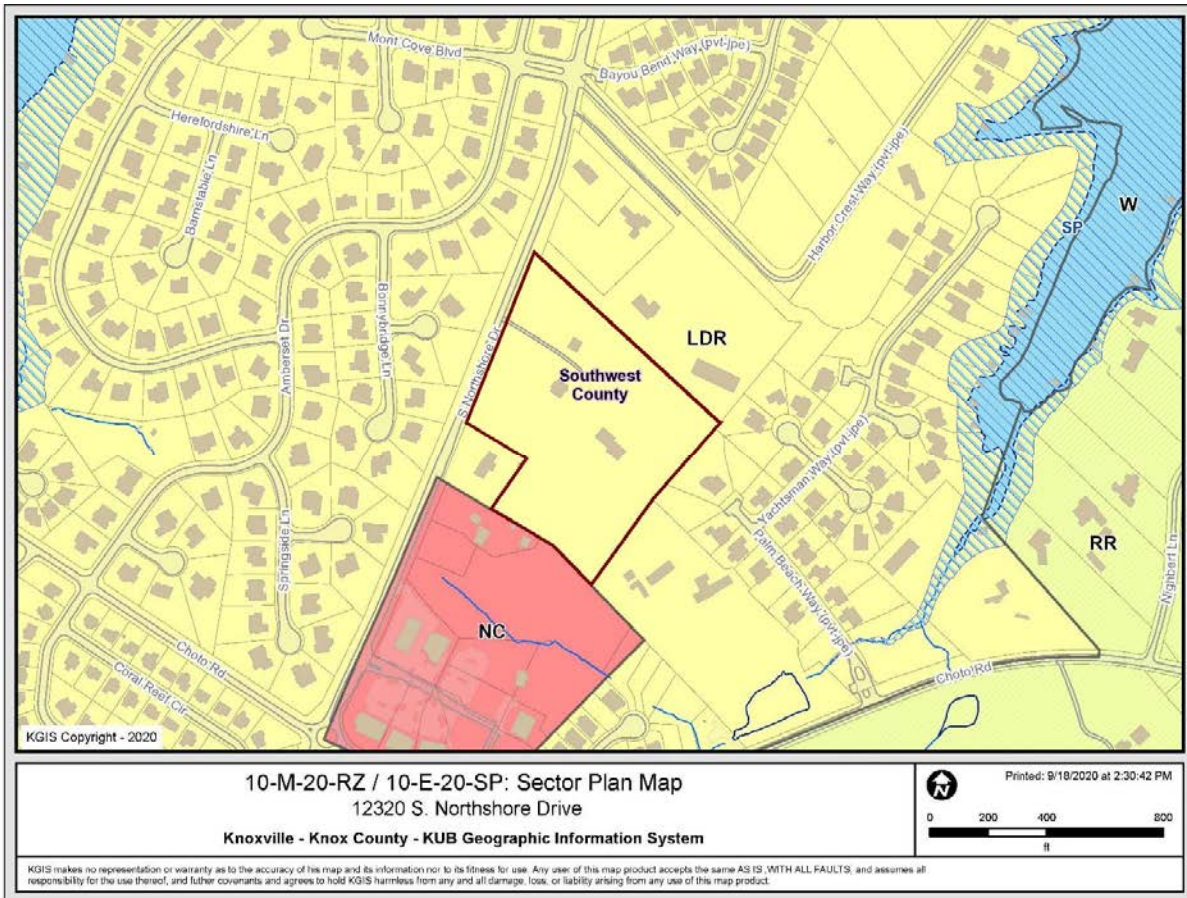 Mont Cove Blvd
Bayou Bend Way (pvt-jpe)
Herefordshire Ln
Barnstable Ln
Harbor Crest Way (pvt-jpe)
SP
W
Bonnybridge Ln
Amberset Dr
S Northshore Dr
LDR
Southwest
County
Yachtsman Way (pvt-jpe)
Palm Beach Way (pvt-jpe)
RR
Nighbert Ln
Springside Ln
NC
Choto Rd
Coral Reef Cir
Choto Rd
KGIS Copyright - 2020
10-M-20-RZ / 10-E-20-SP: Sector Plan Map
12320 S. Northshore Drive
Knoxville - Knox County - KUB Geographic Information System
N
Printed: 9/18/2020 at 2:30:42 PM
0 200 400 800
ft
KGIS makes no representation or warranty as to the accuracy of his map and its information nor to its fitness for use. Any user of this map product accepts the same AS IS ,WITH ALL FAULTS, and assumes all
responsibility for the use thereof, and futher covenants and agrees to hold KGIS harmless from any and all damage, loss, or liability arising from any use of this map product.